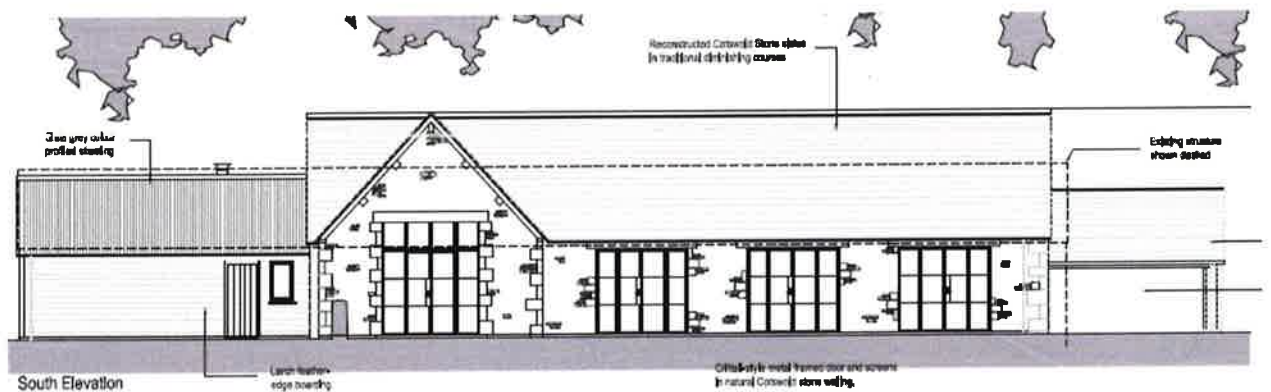 Reconstructed Cotswold Stone slates
in traditional diminishing courses
grey colour
profiled sheeting
Existing structure
shown dashed
South Elevation
Larch feather-
edge boarding
Crittall-style metal framed door and screens
in natural Cotswold stone walling.